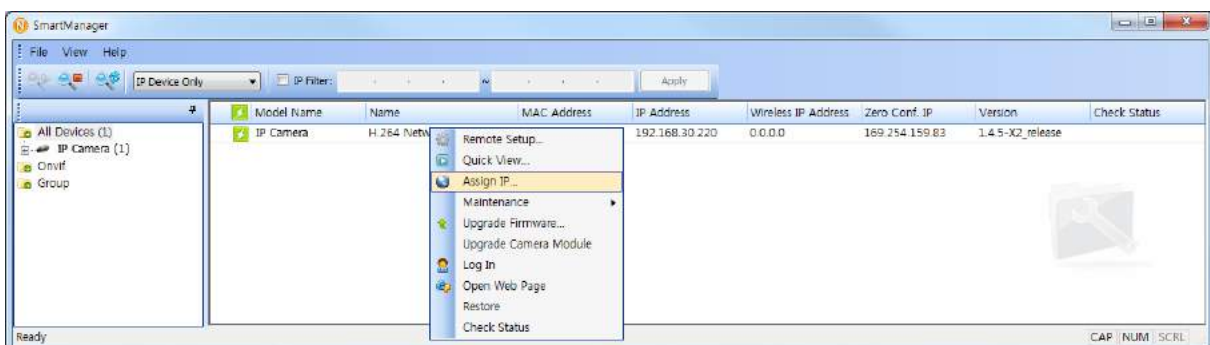 SmartManager
File View Help
IP Device Only IP Filter: ~ Apply
Model Name Name MAC Address IP Address Wireless IP Address Zero Conf. IP Version Check Status
All Devices (1)
IP Camera (1)
Onvif
Group
IP Camera H.264 Netw 192.168.30.220 0.0.0.0 169.254.159.83 1.4.5-X2_release
Remote Setup...
Quick View...
Assign IP...
Maintenance
Upgrade Firmware...
Upgrade Camera Module
Log In
Open Web Page
Restore
Check Status
Ready CAP NUM SCRL